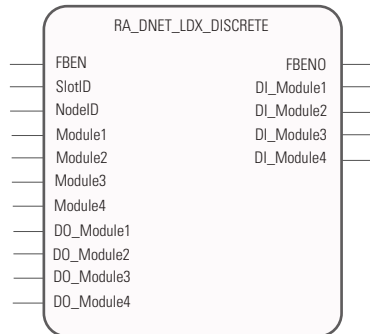 RA_DNET_LDX_DISCRETE
FBEN
FBENO
SlotID
DI_Module1
NodeID
DI_Module2
Module1
DI_Module3
Module2
DI_Module4
Module3
Module4
DO_Module1
DO_Module2
DO_Module3
DO_Module4